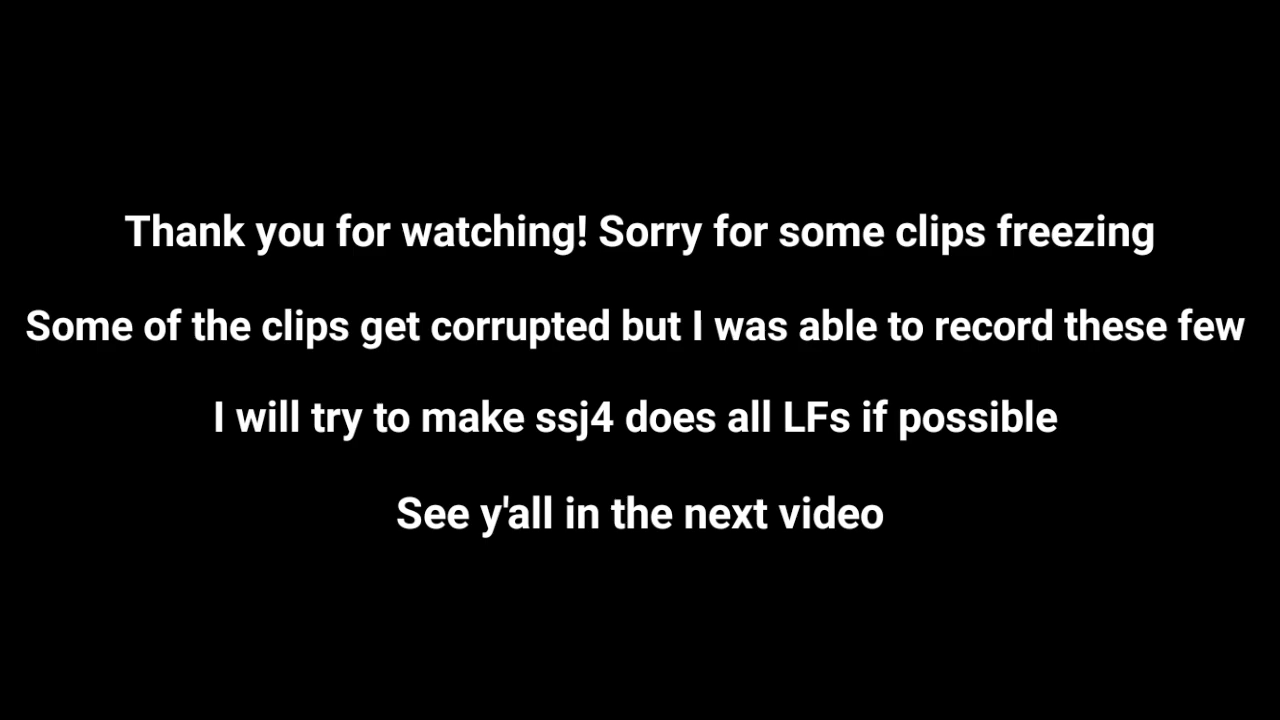 Thank you for watching! Sorry for some clips freezing
Some of the clips get corrupted but I was able to record these few
I will try to make ssj4 does all LFs if possible
See y'all in the next video